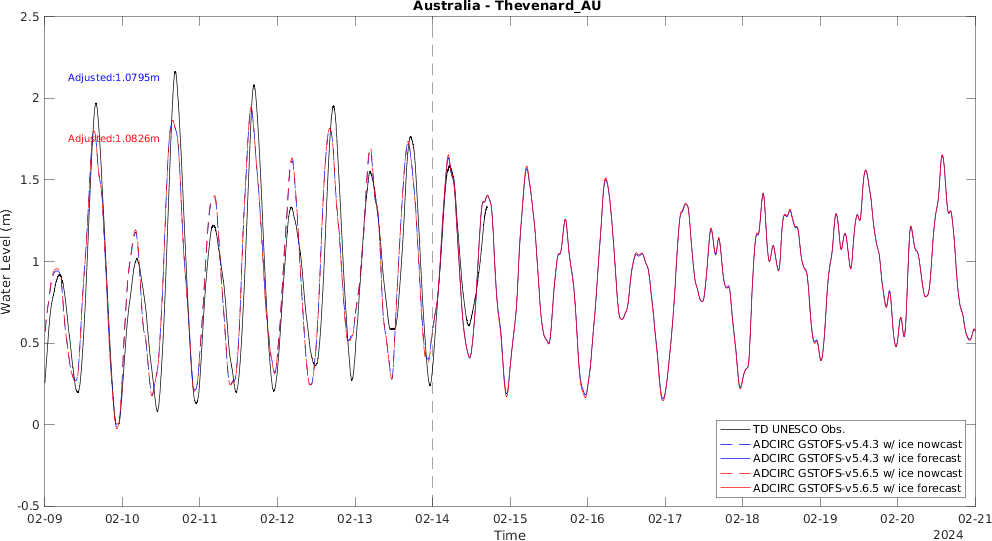 Australia - Thevenard_AU
2.5
2
1.5
1
0.5
0
-0.5
Water Level (m)
Adjusted:1.0795m
Adjusted:1.0826m
TD UNESCO Obs.
ADCIRC GSTOFS-v5.4.3 w/ ice nowcast
ADCIRC GSTOFS-v5.4.3 w/ ice forecast
ADCIRC GSTOFS-v5.6.5 w/ ice nowcast
ADCIRC GSTOFS-v5.6.5 w/ ice forecast
02-09 02-10 02-11 02-12 02-13 02-14 02-15 02-16 02-17 02-18 02-19 02-20 02-21
Time
2024